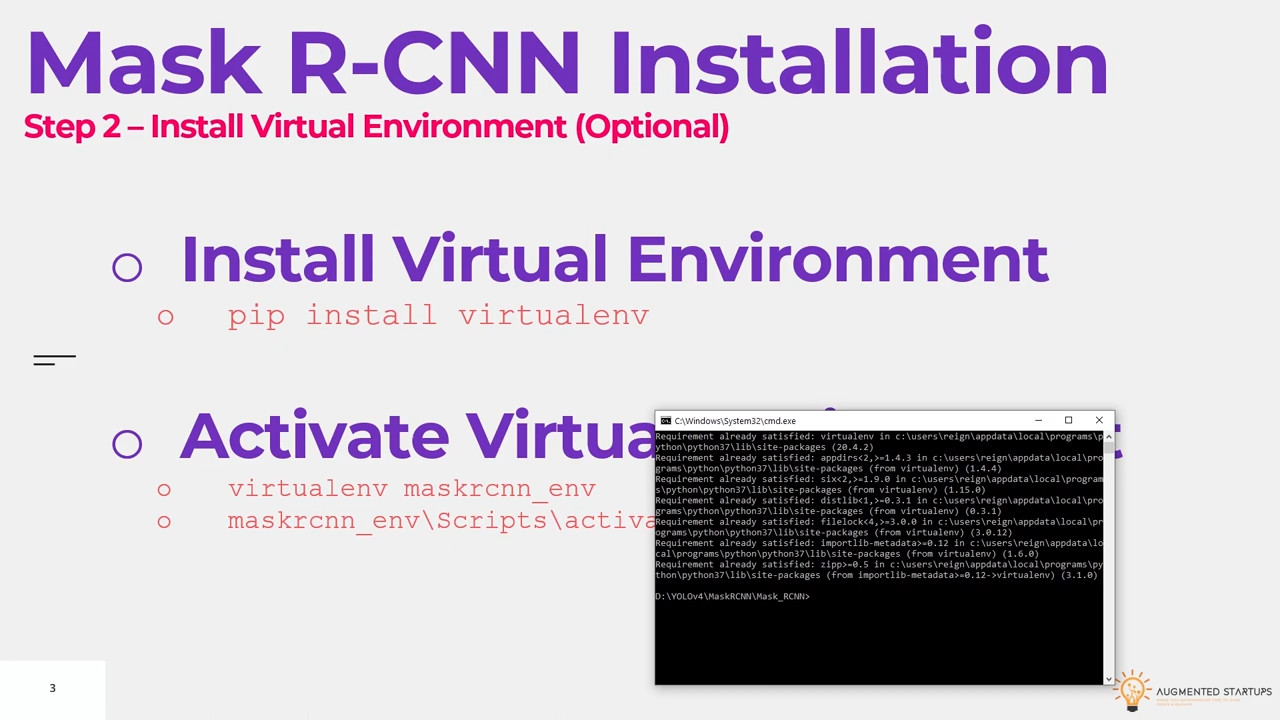 Mask R-CNN Installation
Step 2 – Install Virtual Environment (Optional)
o Install Virtual Environment
o pip install virtualenv
o Activate Virtua
o virtualenv maskrcnn_env
o maskrcnn_env\Scripts\activa
C:\Windows\System32\cmd.exe
Requirement already satisfied: virtualenv in c:\users\reign\appdata\local\programs\p
ython\python37\lib\site-packages (20.4.2)
Requirement already satisfied: appdirs<2,>=1.4.3 in c:\users\reign\appdata\local\pro
grams\python\python37\lib\site-packages (from virtualenv) (1.4.4)
Requirement already satisfied: six<2,>=1.9.0 in c:\users\reign\appdata\local\program
s\python\python37\lib\site-packages (from virtualenv) (1.15.0)
Requirement already satisfied: distlib<1,>=0.3.1 in c:\users\reign\appdata\local\pro
grams\python\python37\lib\site-packages (from virtualenv) (0.3.1)
Requirement already satisfied: filelock<4,>=3.0.0 in c:\users\reign\appdata\local\pr
ograms\python\python37\lib\site-packages (from virtualenv) (3.0.12)
Requirement already satisfied: importlib-metadata>=0.12 in c:\users\reign\appdata\lo
cal\programs\python\python37\lib\site-packages (from virtualenv) (1.6.0)
Requirement already satisfied: zipp>=0.5 in c:\users\reign\appdata\local\programs\py
thon\python37\lib\site-packages (from importlib-metadata>=0.12->virtualenv) (3.1.0)
D:\YOLOv4\MaskRCNN\Mask_RCNN>
3
AUGMENTED STARTUPS